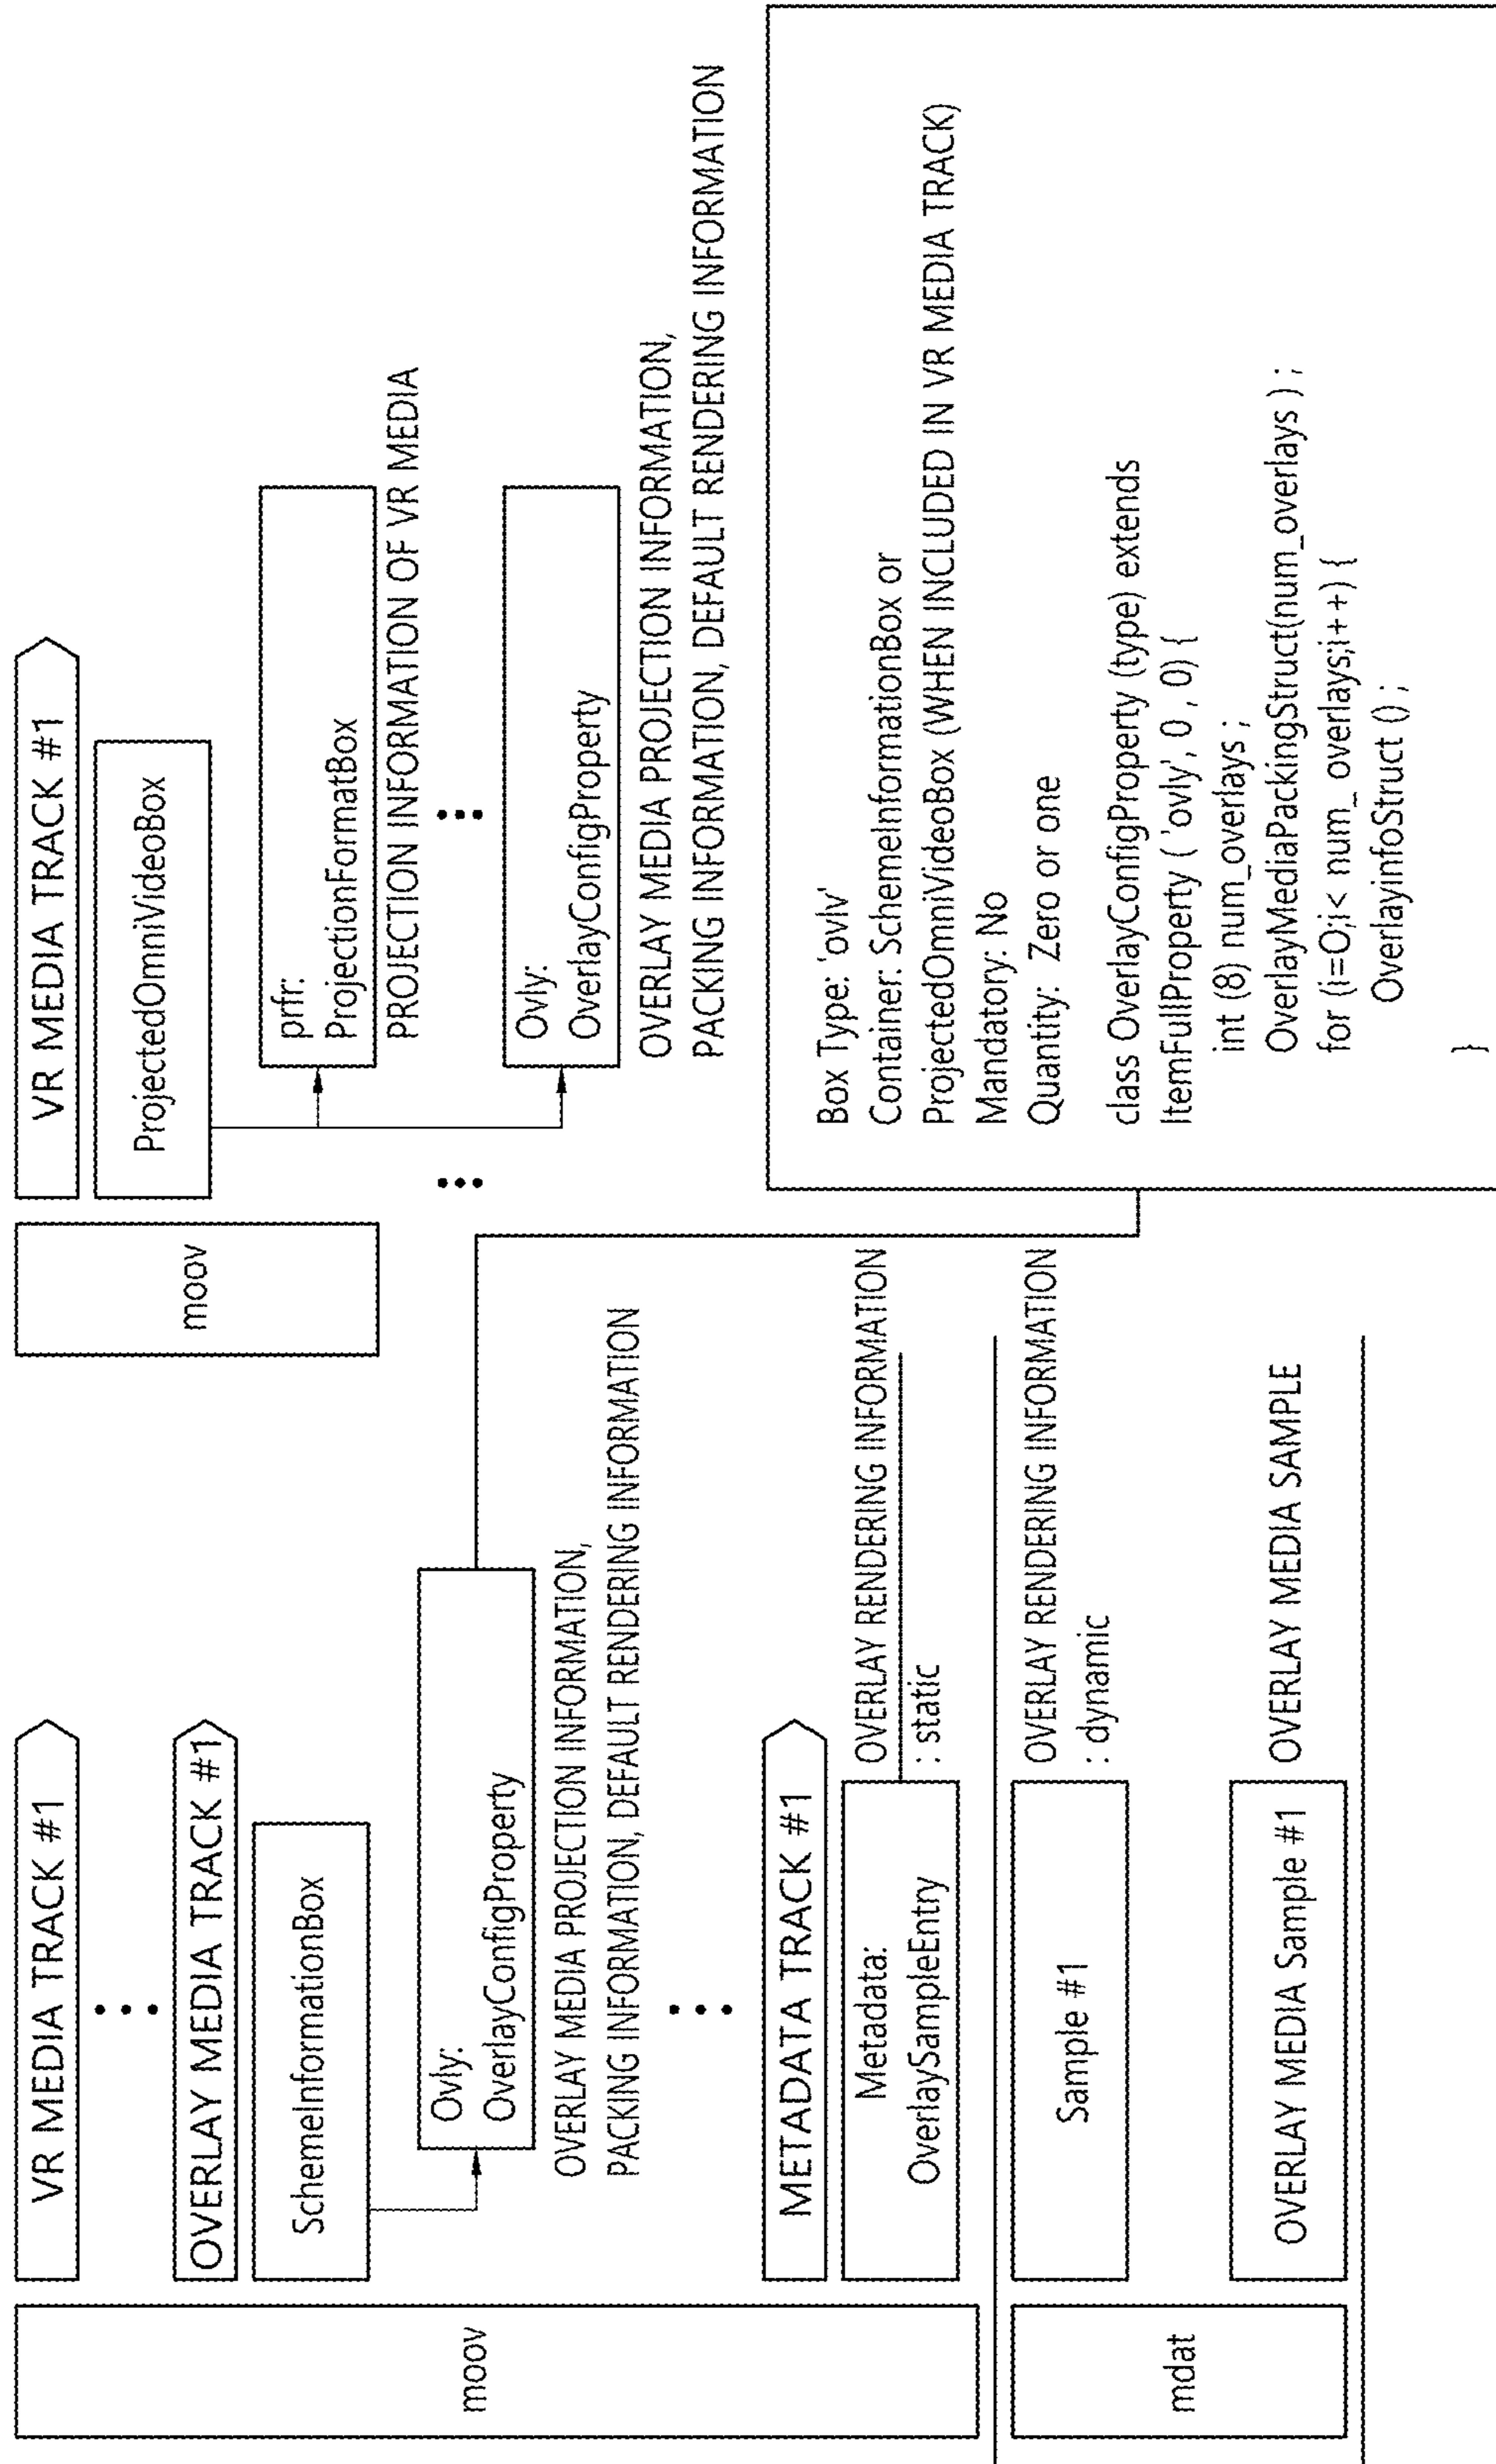 moov
VR MEDIA TRACK #1
OVERLAY MEDIA TRACK #1
SchemeInformationBox
Ovly:
OverlayConfigProperty
OVERLAY MEDIA PROJECTION INFORMATION,
PACKING INFORMATION, DEFAULT RENDERING INFORMATION
METADATA TRACK #1
Metadata:
OverlaySampleEntry
OVERLAY RENDERING INFORMATION
: static
mdat
Sample #1
OVERLAY RENDERING INFORMATION
: dynamic
OVERLAY MEDIA Sample #1
OVERLAY MEDIA SAMPLE
moov
VR MEDIA TRACK #1
ProjectedOmniVideoBox
prfr:
ProjectionFormatBox
PROJECTION INFORMATION OF VR MEDIA
Ovly:
OverlayConfigProperty
OVERLAY MEDIA PROJECTION INFORMATION,
PACKING INFORMATION, DEFAULT RENDERING INFORMATION
Box Type: 'ovlv'
Container: SchemeInformationBox or
ProjectedOmniVideoBox (WHEN INCLUDED IN VR MEDIA TRACK)
Mandatory: No
Quantity: Zero or one
class OverlayConfigProperty (type) extends
ItemFullProperty ( 'ovly', 0 , 0) {
int (8) num_overlays ;
OverlayMediaPackingStruct(num_overlays ) ;
for (i=O;i< num_ overlays;i++) {
OverlayinfoStruct () ;
}